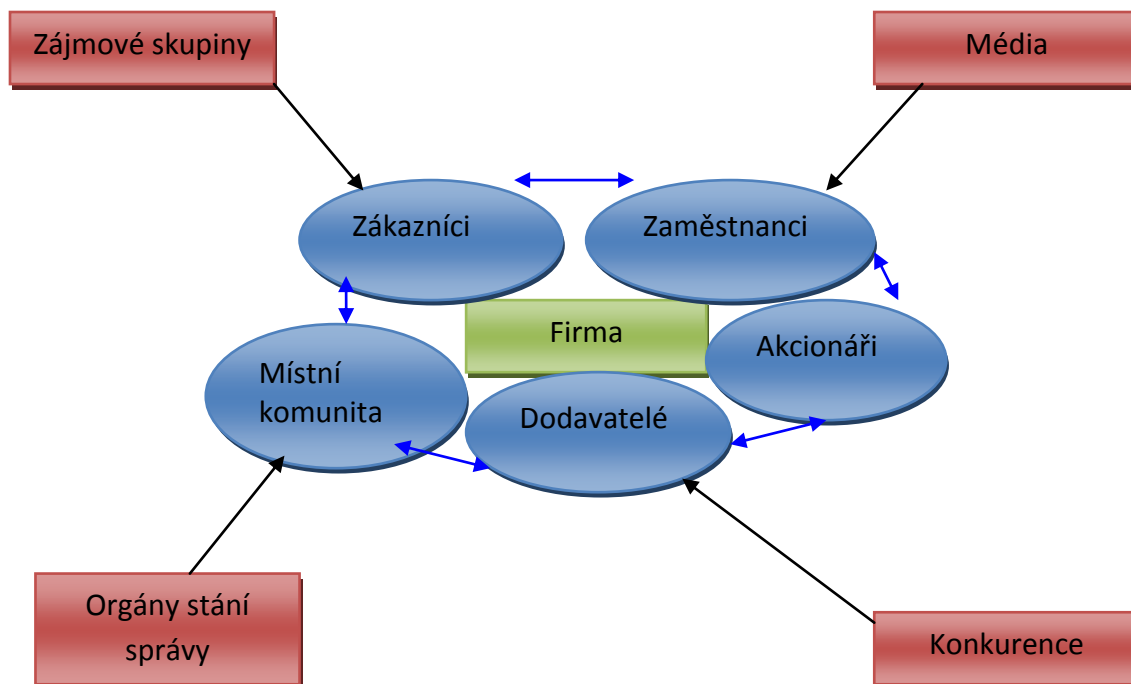 Zájmové skupiny
Média
Zákazníci
Zaměstnanci
Firma
Akcionáři
Místní
komunita
Dodavatelé
Orgány stání
správy
Konkurence